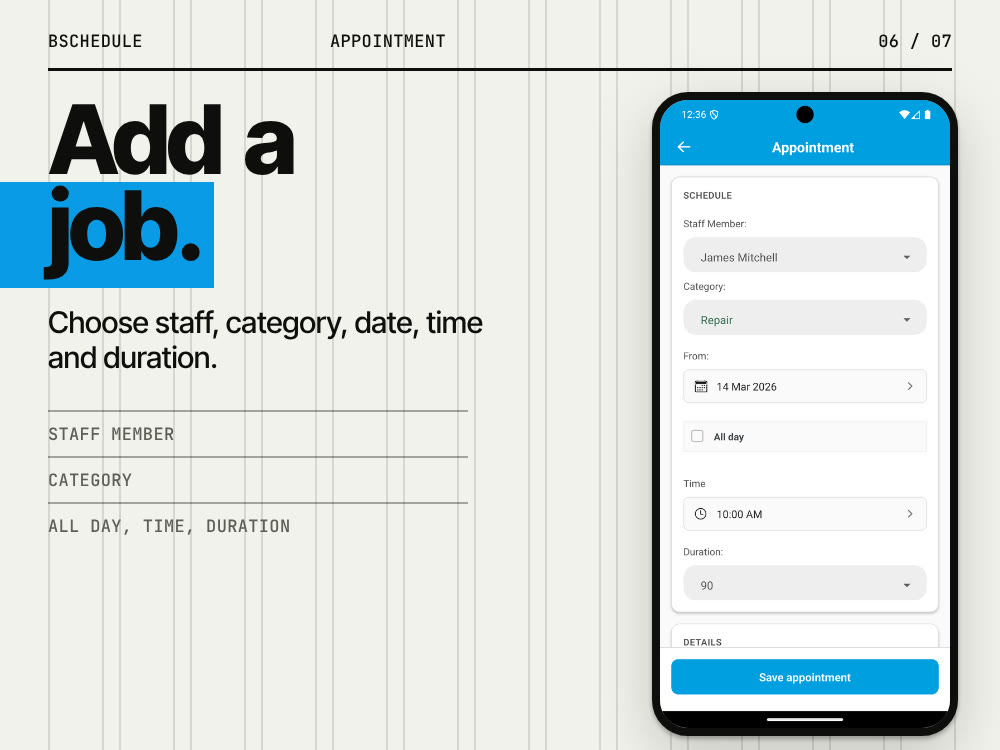 BSCHEDULE
APPOINTMENT
06 / 07
Add a
job.
Choose staff, category, date, time
and duration.
STAFF MEMBER
CATEGORY
ALL DAY, TIME, DURATION
12:36
Appointment
SCHEDULE
Staff Member:
James Mitchell
Category:
Repair
From:
14 Mar 2026
All day
Time
10:00 AM
Duration:
90
DETAILS
Save appointment